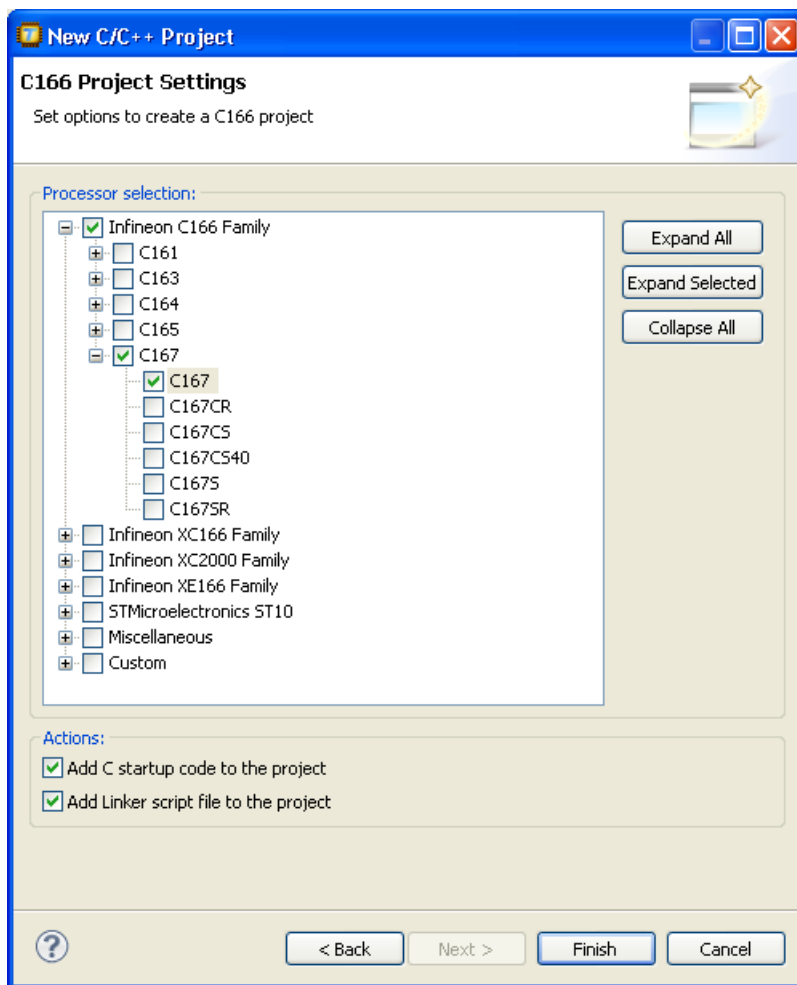 New C/C++ Project
C166 Project Settings
Set options to create a C166 project
Processor selection:
Infineon C166 Family
C161
C163
C164
C165
C167
C167
C167CR
C167CS
C167CS40
C167S
C167SR
Infineon XC166 Family
Infineon XC2000 Family
Infineon XE166 Family
STMicroelectronics ST10
Miscellaneous
Custom
Expand All
Expand Selected
Collapse All
Actions:
Add C startup code to the project
Add Linker script file to the project
< Back
Next >
Finish
Cancel